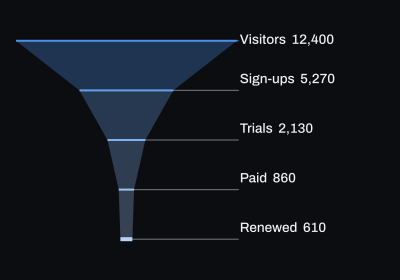 Visitors 12,400
Sign-ups 5,270
Trials 2,130
Paid 860
Renewed 610